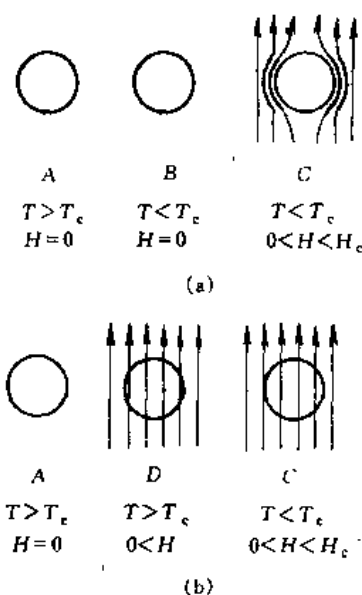 A B C
T>T_c T<T_c T<T_c
H=0 H=0 0<H<H_c
(a)
A D C
T>T_c T>T_c T<T_c
H=0 0<H 0<H<H_c
(b)